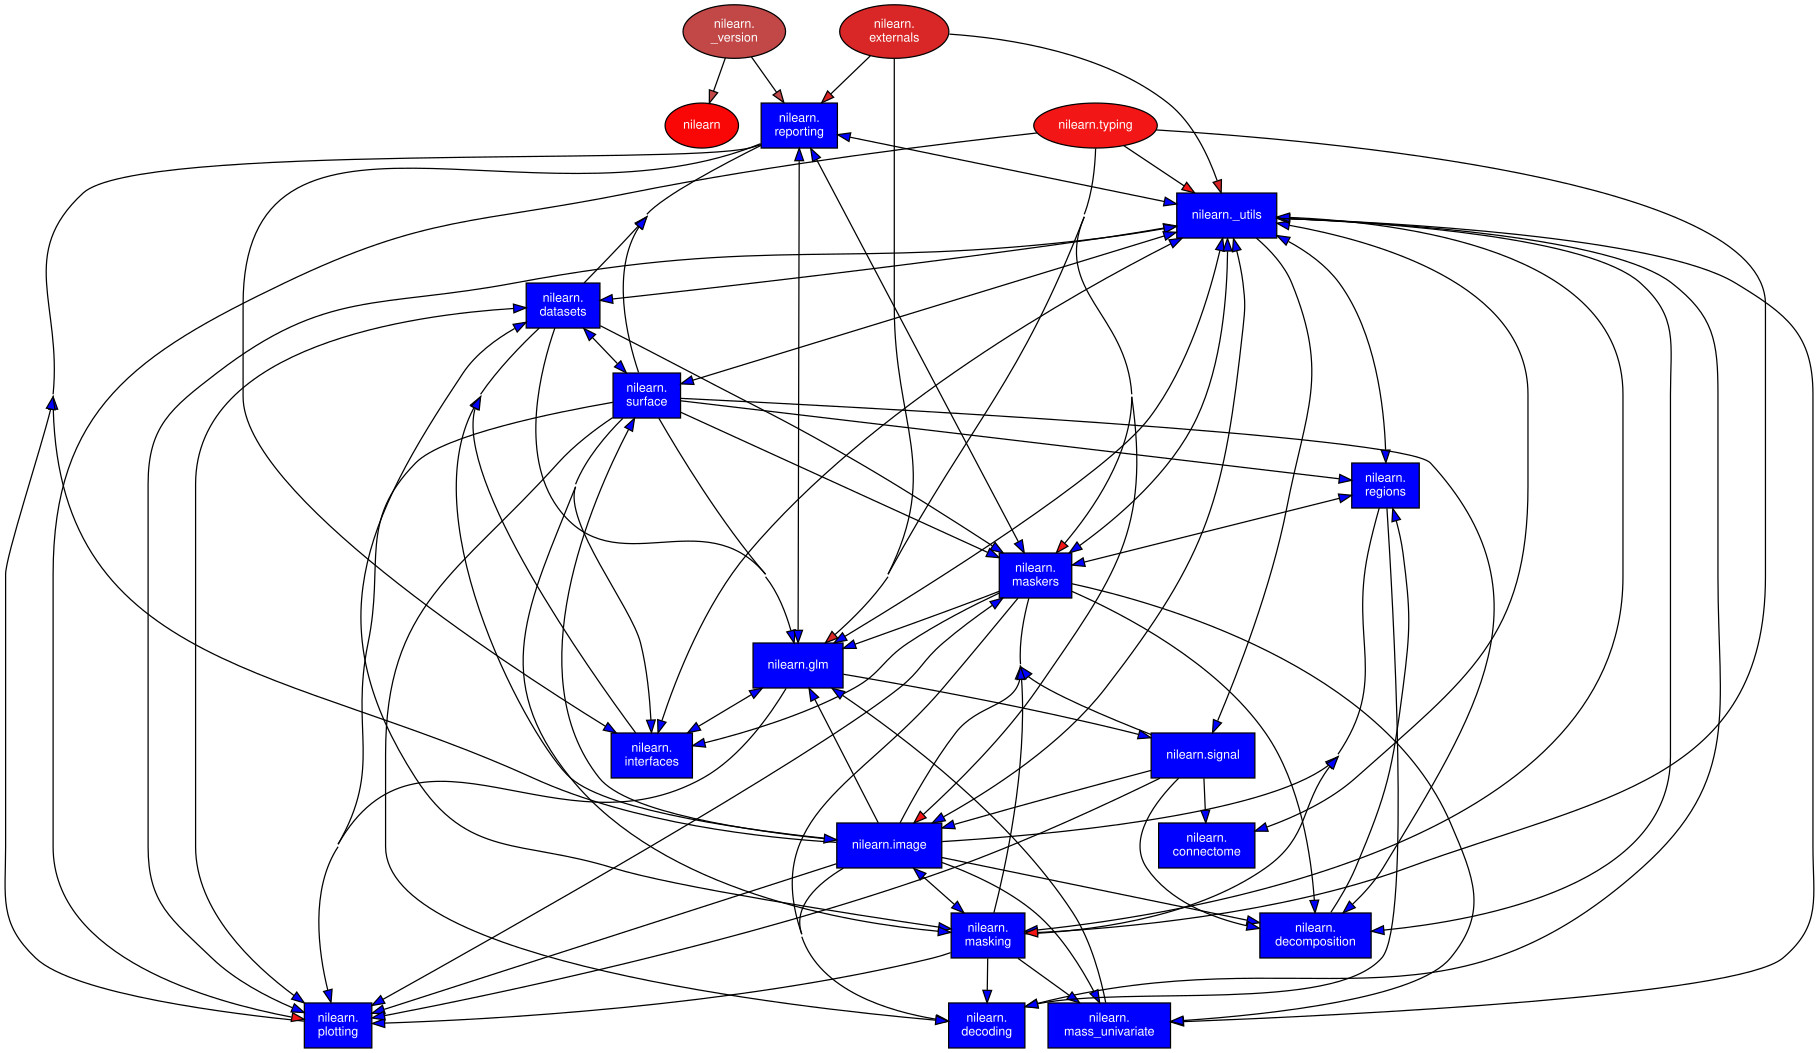 nilearn.
_version
nilearn.
externals
nilearn
nilearn.
reporting
nilearn.typing
nilearn._utils
nilearn.
datasets
nilearn.
surface
nilearn.
regions
nilearn.
maskers
nilearn.glm
nilearn.
interfaces
nilearn.signal
nilearn.image
nilearn.
connectome
nilearn.
masking
nilearn.
decomposition
nilearn.
plotting
nilearn.
decoding
nilearn.
mass_univariate